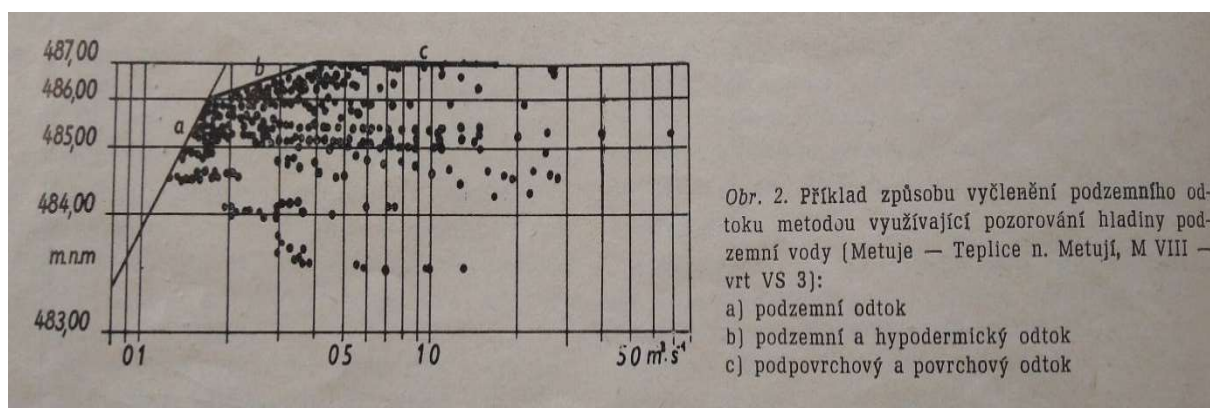 487,00
486,00
485,00
484,00
m.n.m
483,00
a
b
c
01
05
10
50 m³.s⁻¹
Obr. 2. Příklad způsobu vyčlenění podzemního od-
toku metodou využívající pozorování hladiny pod-
zemní vody (Metuje — Teplice n. Metují, M VIII —
vrt VS 3):
a) podzemní odtok
b) podzemní a hypodermický odtok
c) podpovrchový a povrchový odtok